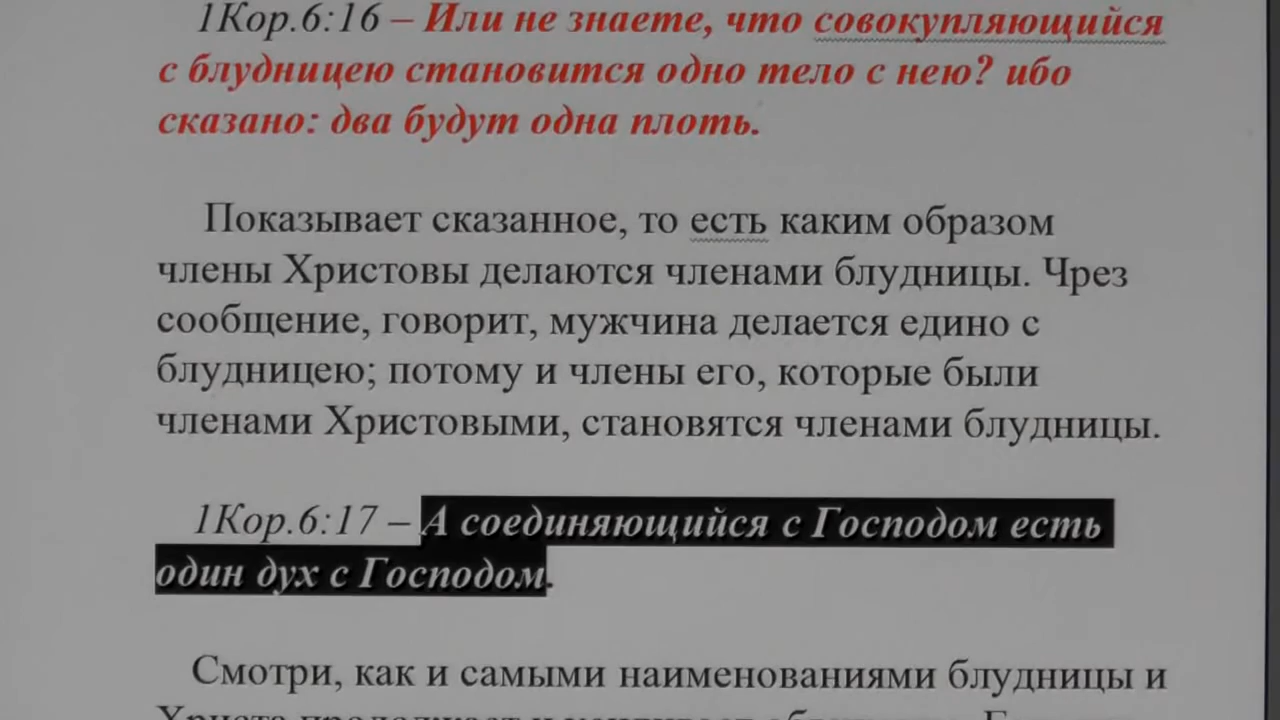 1Кор.6:16 – Или не знаете, что совокупляющийся
с блудницею становится одно тело с нею? ибо
сказано: два будут одна плоть.
Показывает сказанное, то есть каким образом
члены Христовы делаются членами блудницы. Чрез
сообщение, говорит, мужчина делается едино с
блудницею; потому и члены его, которые были
членами Христовыми, становятся членами блудницы.
1Кор.6:17 – А соединяющийся с Господом есть
один дух с Господом.
Смотри, как и самыми наименованиями блудницы и